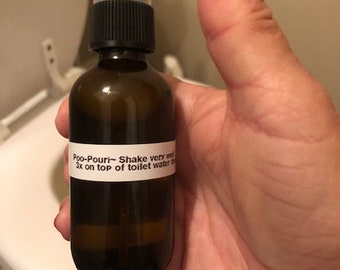 Poo-Pouri~ Shake very
3x on top of toilet water